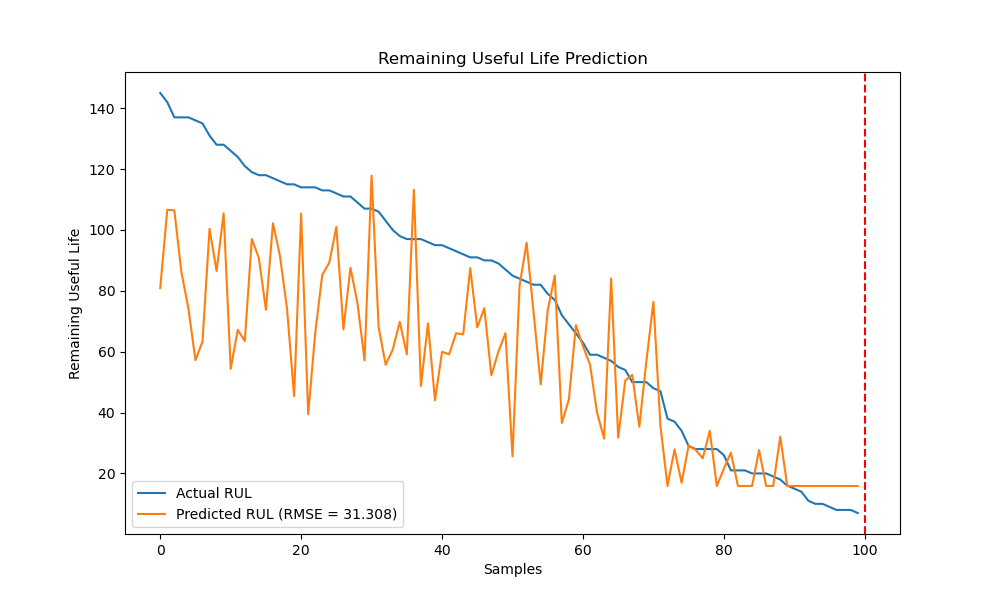 Remaining Useful Life Prediction
Remaining Useful Life
140
120
100
80
60
40
20
Actual RUL
Predicted RUL (RMSE = 31.308)
0 20 40 60 80 100
Samples